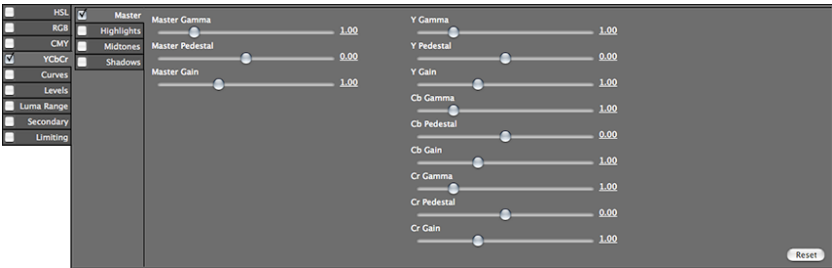 HSL
RGB
CMY
YCbCr
Curves
Levels
Luma Range
Secondary
Limiting
Master
Highlights
Midtones
Shadows
Master Gamma
1.00
Master Pedestal
0.00
Master Gain
1.00
Y Gamma
1.00
Y Pedestal
0.00
Y Gain
1.00
Cb Gamma
1.00
Cb Pedestal
0.00
Cb Gain
1.00
Cr Gamma
1.00
Cr Pedestal
0.00
Cr Gain
1.00
Reset